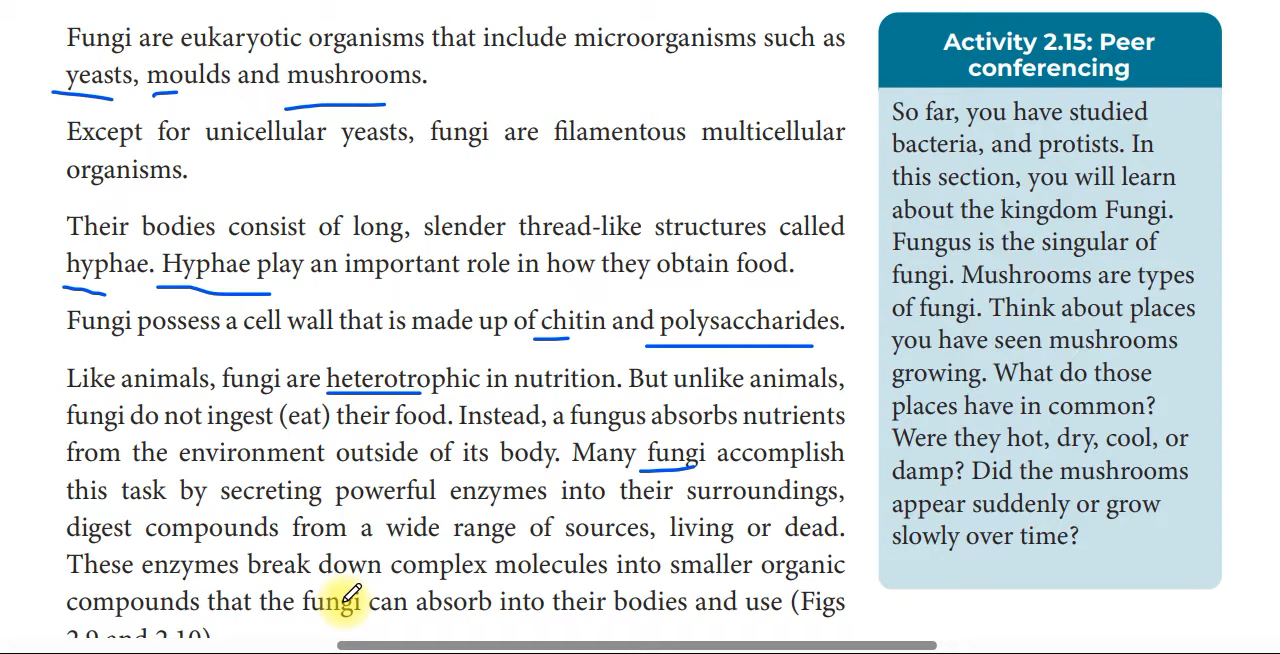 Fungi are eukaryotic organisms that include microorganisms such as
yeasts, moulds and mushrooms.
Except for unicellular yeasts, fungi are filamentous multicellular
organisms.
Their bodies consist of long, slender thread-like structures called
hyphae. Hyphae play an important role in how they obtain food.
Fungi possess a cell wall that is made up of chitin and polysaccharides.
Like animals, fungi are heterotrophic in nutrition. But unlike animals,
fungi do not ingest (eat) their food. Instead, a fungus absorbs nutrients
from the environment outside of its body. Many fungi accomplish
this task by secreting powerful enzymes into their surroundings,
digest compounds from a wide range of sources, living or dead.
These enzymes break down complex molecules into smaller organic
compounds that the fungi can absorb into their bodies and use (Figs
2.9 and 2.10)
Activity 2.15: Peer
conferencing
So far, you have studied
bacteria, and protists. In
this section, you will learn
about the kingdom Fungi.
Fungus is the singular of
fungi. Mushrooms are types
of fungi. Think about places
you have seen mushrooms
growing. What do those
places have in common?
Were they hot, dry, cool, or
damp? Did the mushrooms
appear suddenly or grow
slowly over time?